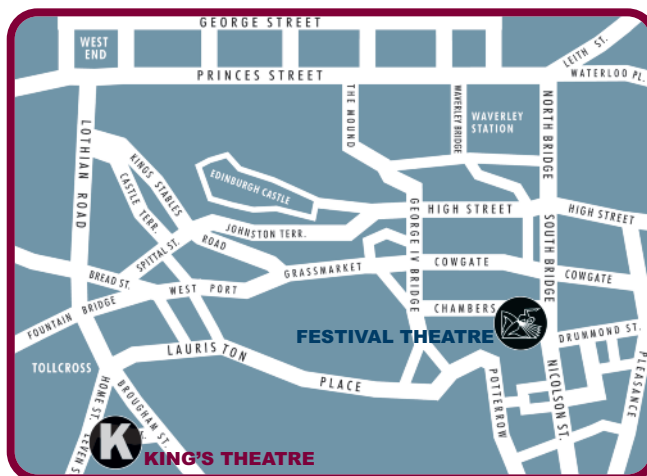 GEORGE STREET
WEST
END
LEITH ST.
PRINCES STREET
WATERLOO PL.
THE MOUND
WAVERLEY BRIDGE
WAVERLEY
STATION
NORTH BRIDGE
LOTHIAN ROAD
KINGS STABLES
ROAD
CASTLE TERR.
EDINBURGH CASTLE
JOHNSTON TERR.
GEORGE IV BRIDGE
HIGH STREET
HIGH STREET
SPITTAL ST.
SOUTH BRIDGE
BREAD ST.
GRASSMARKET
COWGATE
COWGATE
WEST PORT
FOUNTAIN BRIDGE
CHAMBERS
FESTIVAL THEATRE
DRUMMOND ST.
LAURISTON
PLACE
TOLLCROSS
POTTERROW
NICOLSON ST.
PLEASANCE
HOME ST.
BROUGHAM ST.
LEVEN S
K
KING'S THEATRE